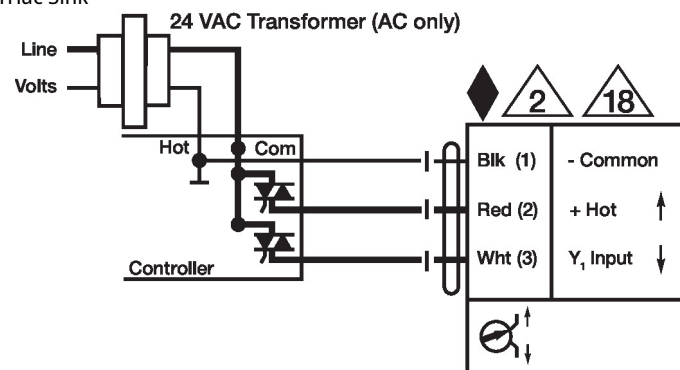 24 VAC Transformer (AC only)
Line
Volts
2
18
Hot
Com
Blk (1)
- Common
Red (2)
+ Hot
Wht (3)
Y₁ Input
Controller